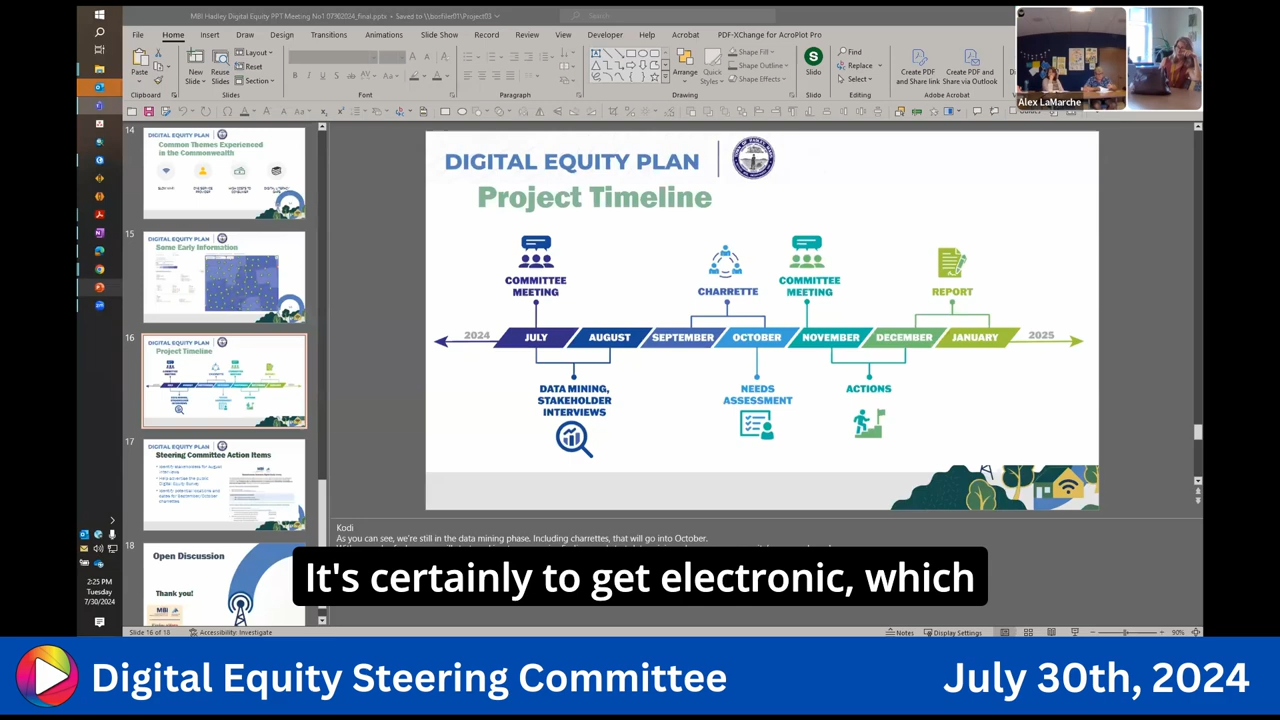 MBI Hadley Digital Equity PPT Meeting No1 07302024_final.pptx - Saved to
Search
File Home Insert Draw Design Transitions Animations Slide Show Record Review View Developer Help Acrobat PDF-XChange for AcroPlot Pro
Paste
New Slides
Reuse Slides
Layout
Reset
Section
Arrange
Quick Styles
Shape Fill
Shape Outline
Shape Effects
Slido
Find
Replace
Select
Create PDF and Share link
Create PDF and Share via Outlook
Clipboard Slides Font Paragraph Drawing Slido Editing Adobe Acrobat
Alex LaMarche
14
DIGITAL EQUITY PLAN
Common Themes Experienced
in the Commonwealth
15
DIGITAL EQUITY PLAN
Some Early Information
16
DIGITAL EQUITY PLAN
Project Timeline
17
DIGITAL EQUITY PLAN
Steering Committee Action Items
18
Open Discussion
Thank you!
MBI
DIGITAL EQUITY PLAN
Project Timeline
COMMITTEE
MEETING
CHARRETTE
COMMITTEE
MEETING
REPORT
2024 JULY AUGUST SEPTEMBER OCTOBER NOVEMBER DECEMBER JANUARY 2025
DATA MINING,
STAKEHOLDER
INTERVIEWS
NEEDS
ASSESSMENT
ACTIONS
Kodi
As you can see, we're still in the data mining phase. Including charrettes, that will go into October.
It's certainly to get electronic, which
2:25 PM
Tuesday
7/30/2024
Slide 16 of 18 Accessibility: Investigate Notes Display Settings 90%
Digital Equity Steering Committee July 30th, 2024